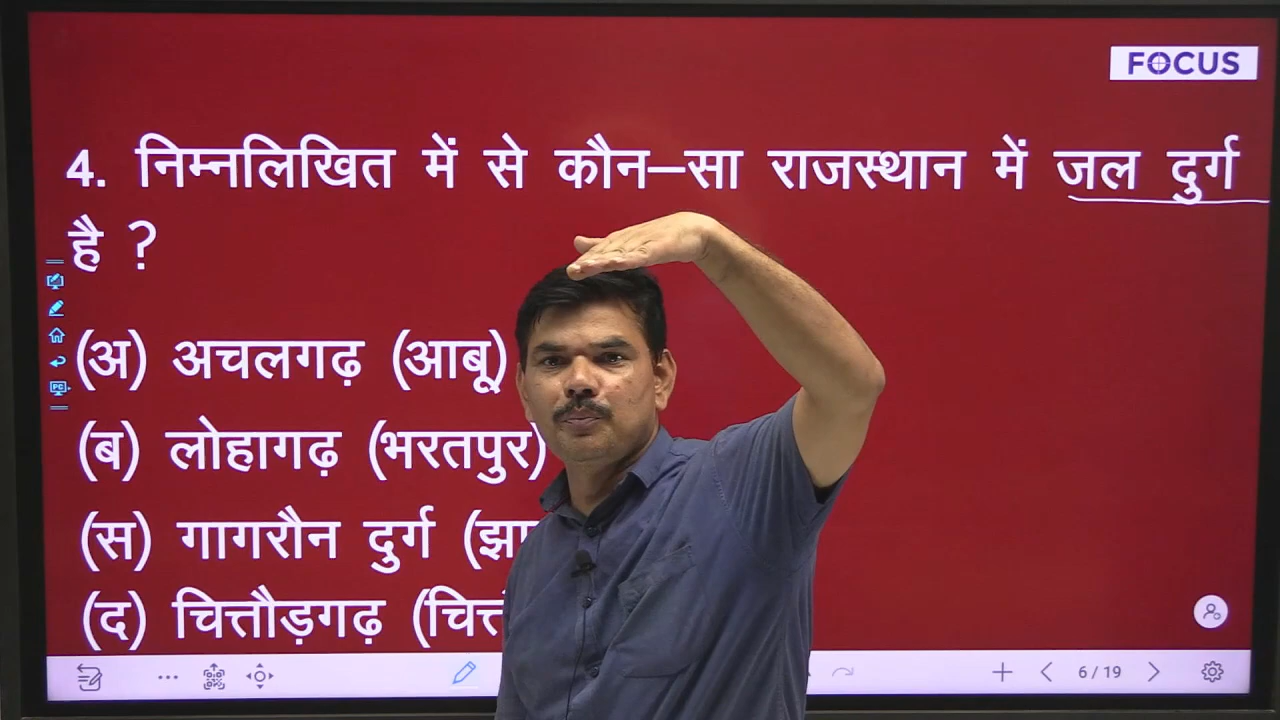 FOCUS
4. निम्नलिखित में से कौन–सा राजस्थान में जल दुर्ग
है ?
(अ) अचलगढ़ (आबू)
(ब) लोहागढ़ (भरतपुर)
(स) गागरौन दुर्ग
(द) चित्तौड़गढ़
6/19